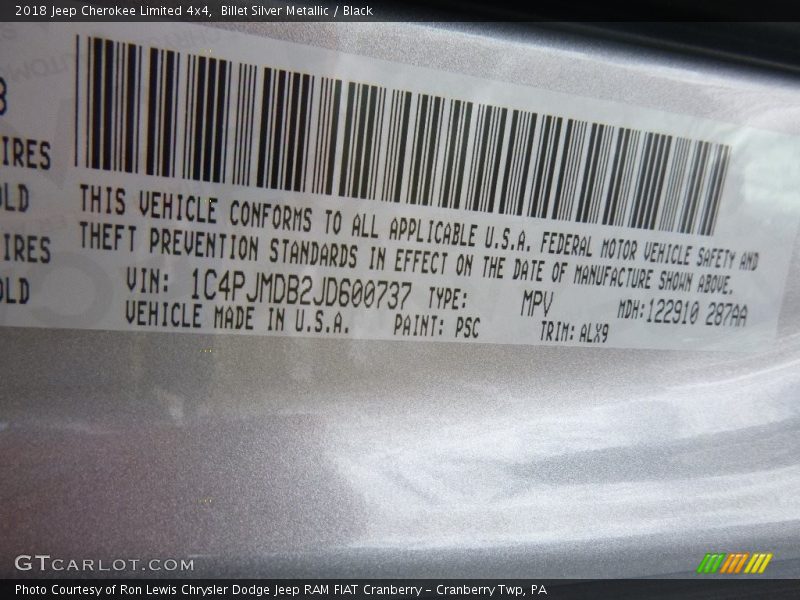 2018 Jeep Cherokee Limited 4x4, Billet Silver Metallic / Black
THIS VEHICLE CONFORMS TO ALL APPLICABLE U.S.A. FEDERAL MOTOR VEHICLE SAFETY AND
THEFT PREVENTION STANDARDS IN EFFECT ON THE DATE OF MANUFACTURE SHOWN ABOVE.
VIN: 1C4PJMDB2JD600737 TYPE: MPV MDH: 122910 287AA
VEHICLE MADE IN U.S.A. PAINT: PSC TRIM: ALX9
IRES
OLD
IRES
OLD
GTCARLOT.COM
Photo Courtesy of Ron Lewis Chrysler Dodge Jeep RAM FIAT Cranberry – Cranberry Twp, PA